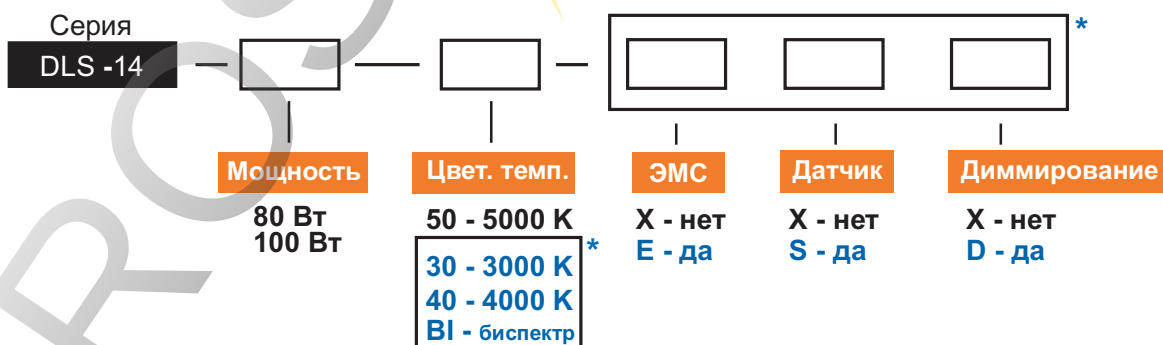 Серия
*
DLS -14
Мощность
Цвет. темп.
ЭМС
Датчик
Диммирование
80 Вт
100 Вт
50 - 5000 K
*
30 - 3000 K
40 - 4000 K
BI - биспектр
X - нет
E - да
X - нет
S - да
X - нет
D - да